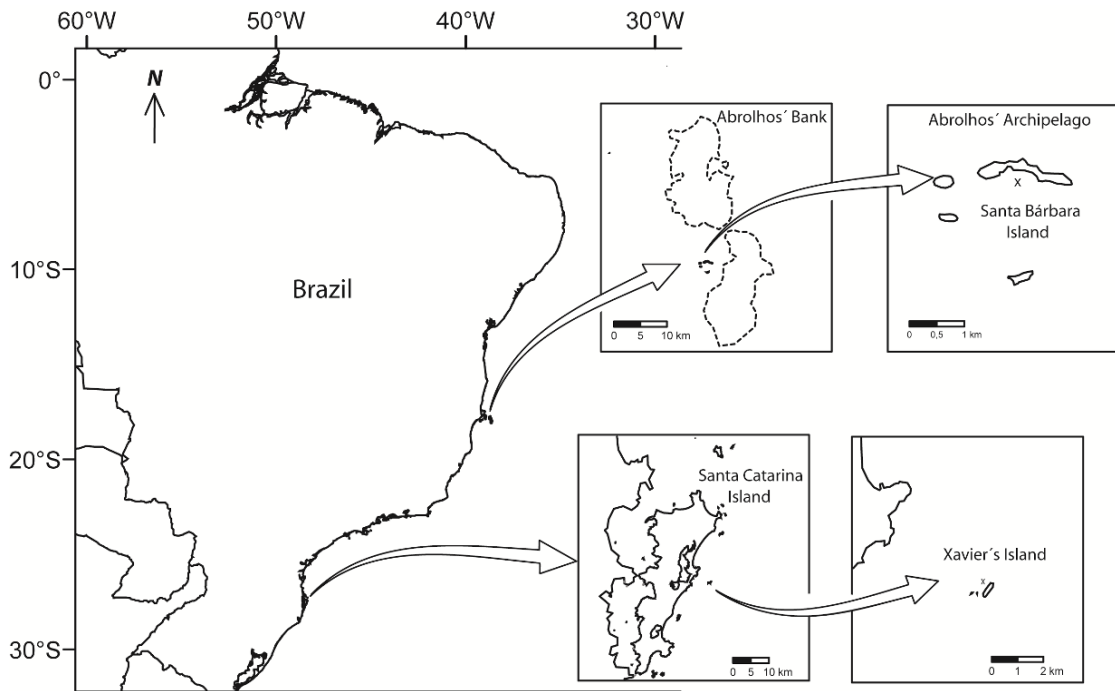 60°W 50°W 40°W 30°W
0°
10°S
20°S
30°S
N
Brazil
Abrolhos´ Bank
0 5 10 km
Abrolhos´ Archipelago
x
Santa Bárbara
Island
0 0,5 1 km
Santa Catarina
Island
0 5 10 km
Xavier´s Island
x
0 1 2 km